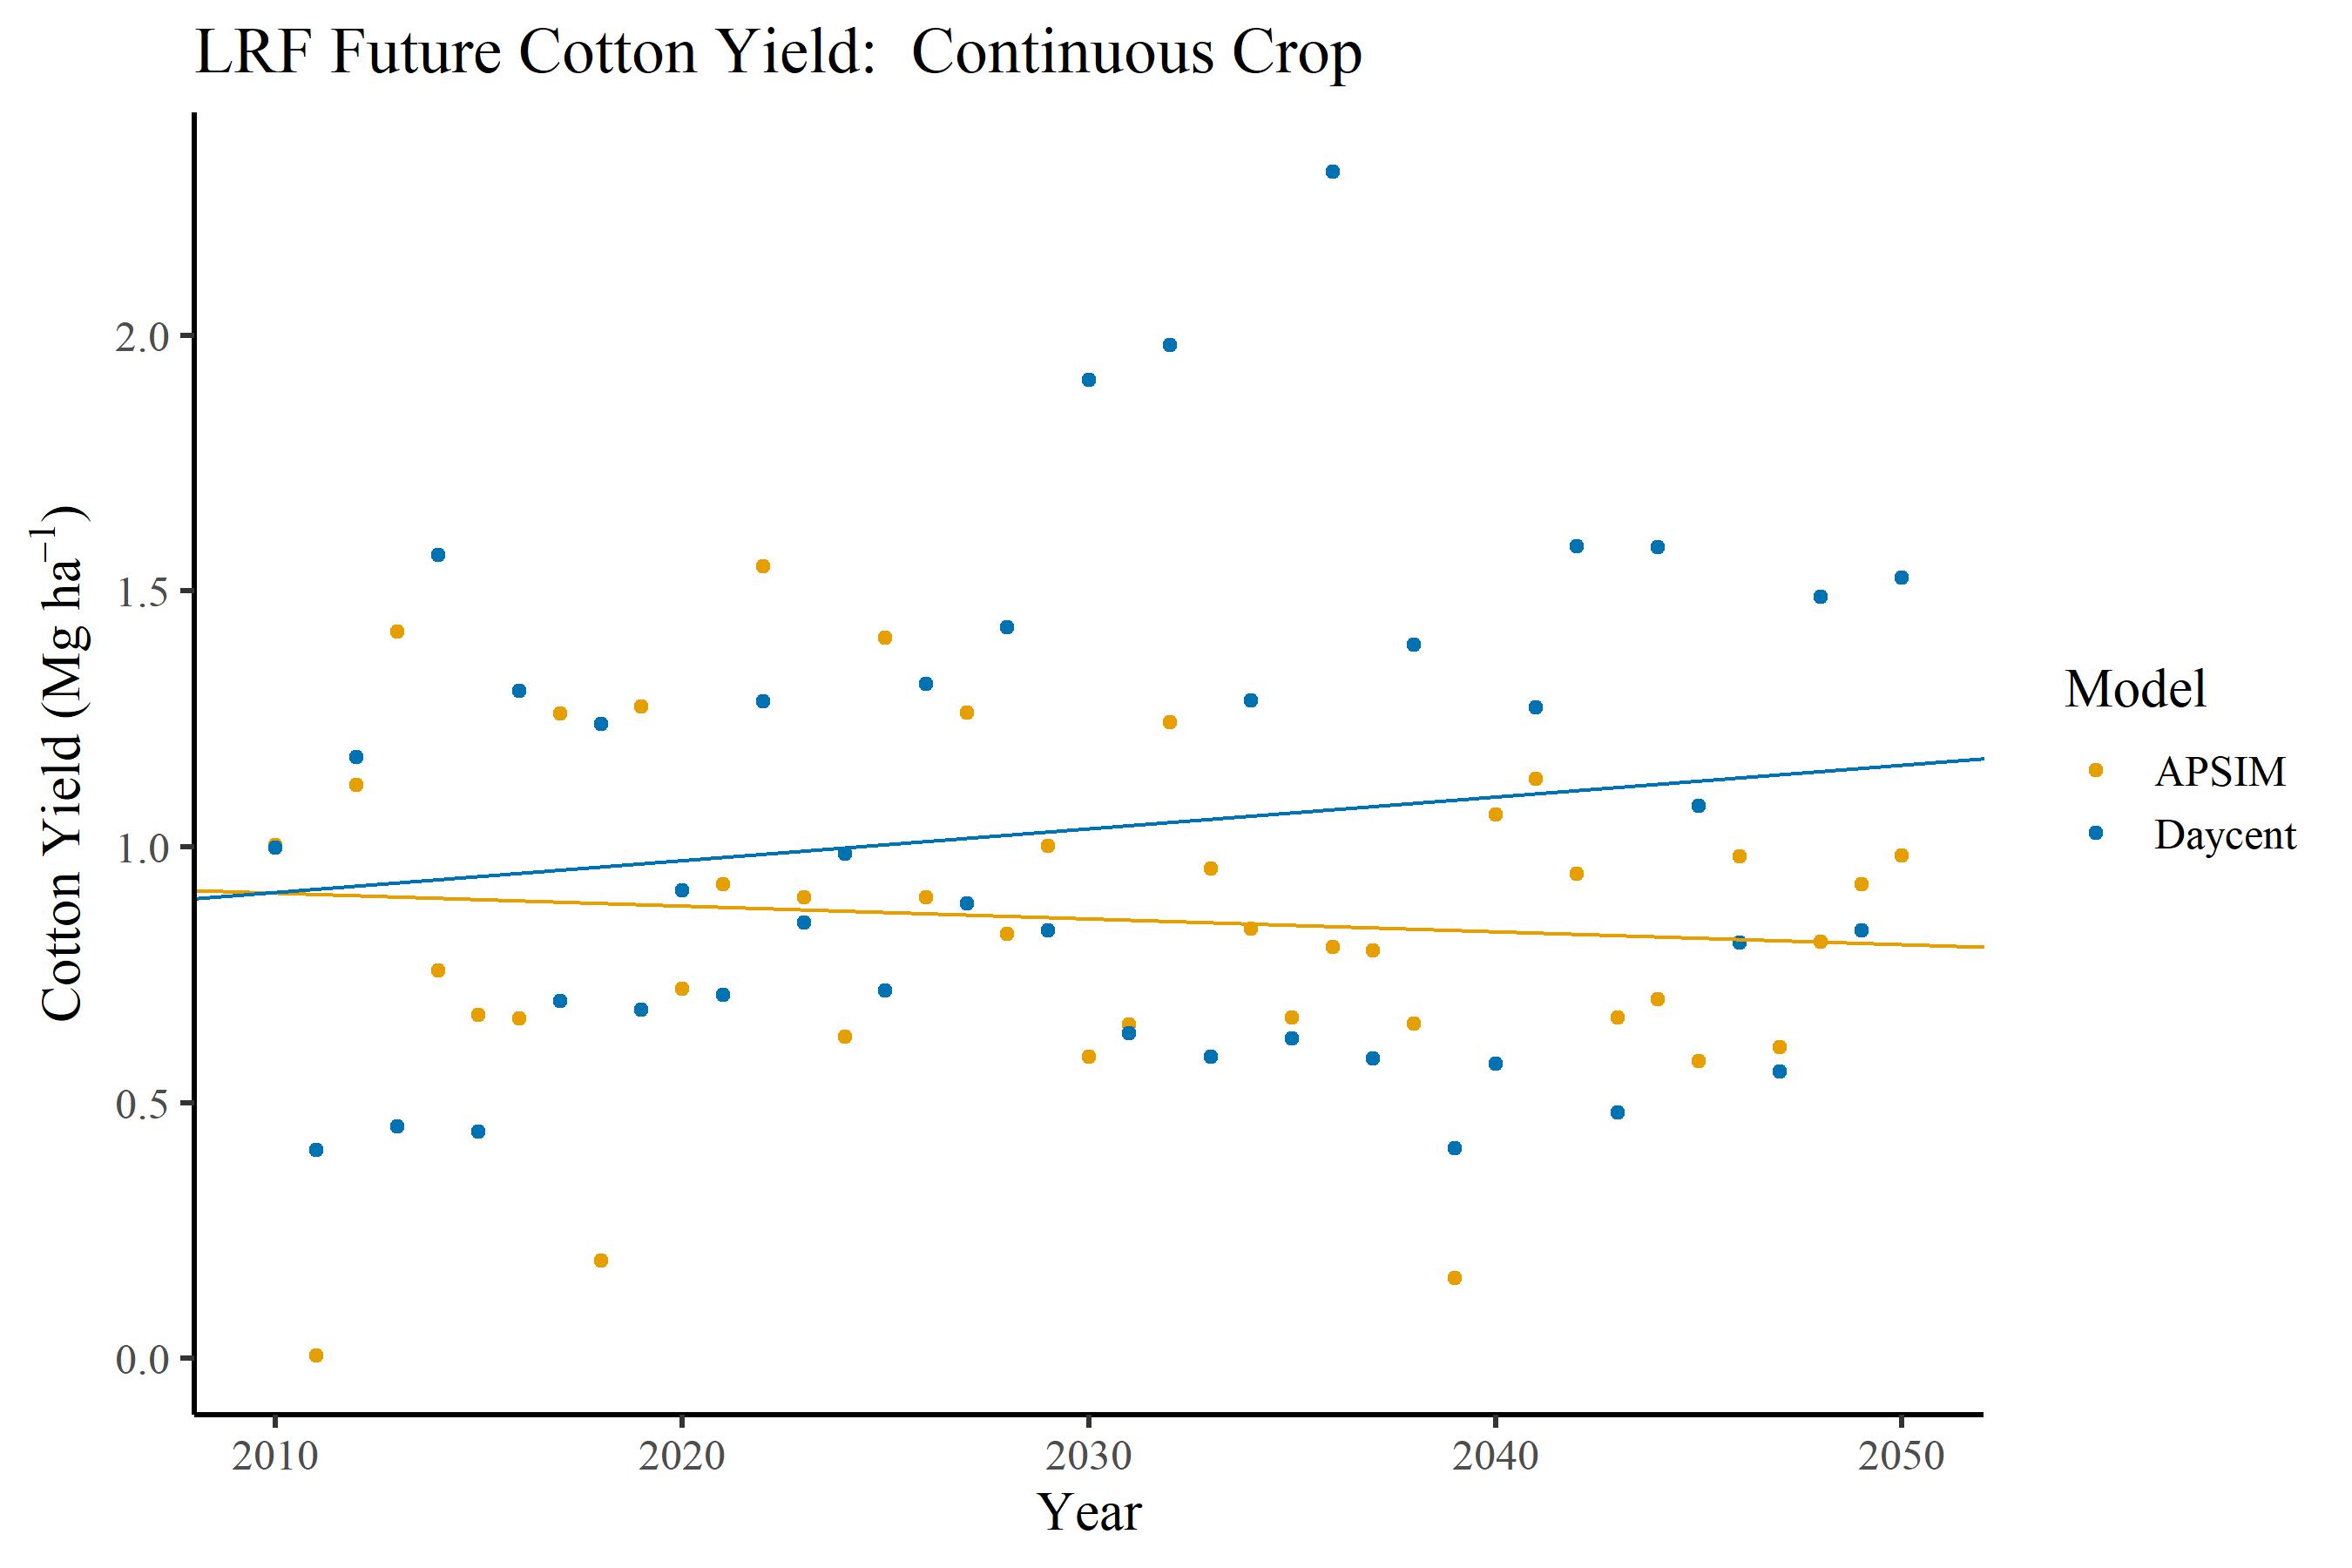 LRF Future Cotton Yield:  Continuous Crop
Cotton Yield (Mg ha⁻¹)
2.0
1.5
1.0
0.5
0.0
2010 2020 2030 2040 2050
Year
Model
APSIM
Daycent